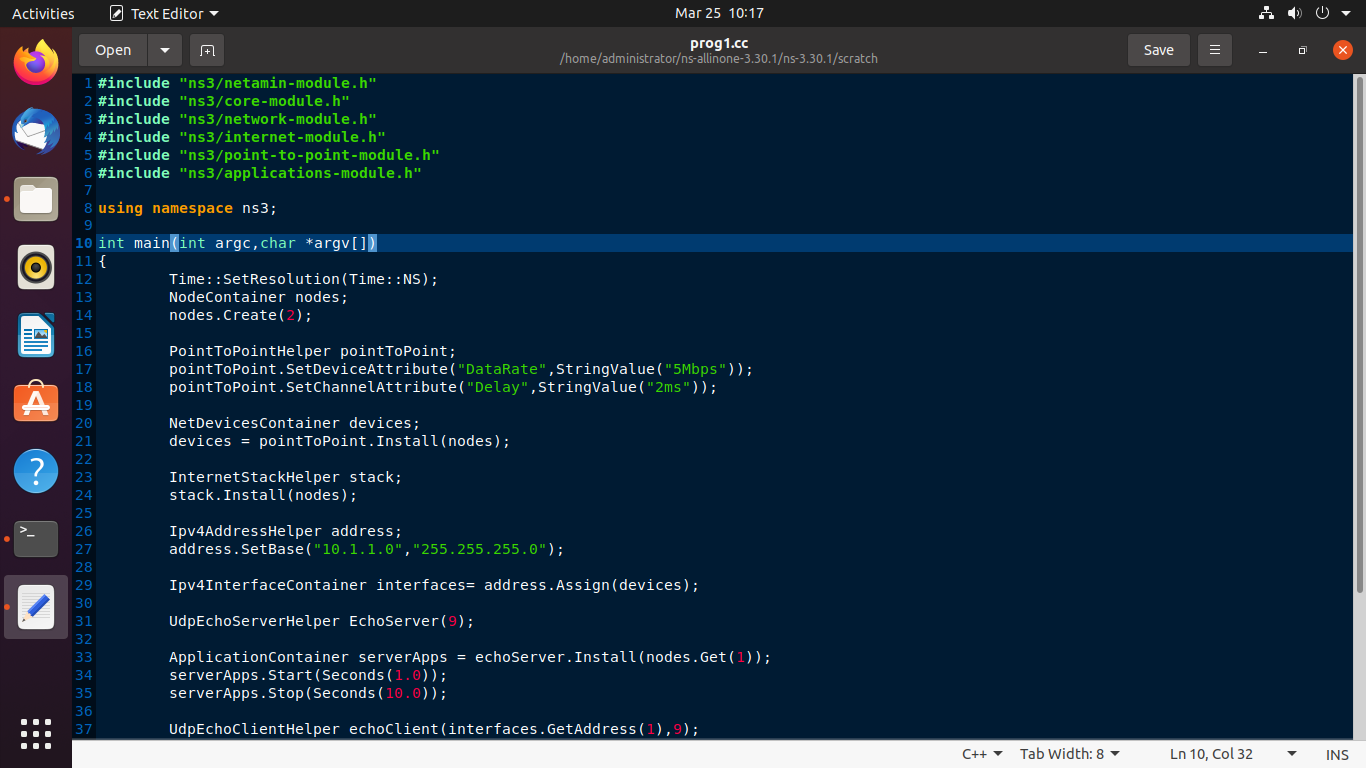 Activities
Text Editor
Mar 25 10:17
Open
prog1.cc
/home/administrator/ns-allinone-3.30.1/ns-3.30.1/scratch
Save
1 #include "ns3/netamin-module.h"
2 #include "ns3/core-module.h"
3 #include "ns3/network-module.h"
4 #include "ns3/internet-module.h"
5 #include "ns3/point-to-point-module.h"
6 #include "ns3/applications-module.h"
7
8 using namespace ns3;
9
10 int main(int argc,char *argv[])
11 {
12 Time::SetResolution(Time::NS);
13 NodeContainer nodes;
14 nodes.Create(2);
15
16 PointToPointHelper pointToPoint;
17 pointToPoint.SetDeviceAttribute("DataRate",StringValue("5Mbps"));
18 pointToPoint.SetChannelAttribute("Delay",StringValue("2ms"));
19
20 NetDevicesContainer devices;
21 devices = pointToPoint.Install(nodes);
22
23 InternetStackHelper stack;
24 stack.Install(nodes);
25
26 Ipv4AddressHelper address;
27 address.SetBase("10.1.1.0","255.255.255.0");
28
29 Ipv4InterfaceContainer interfaces= address.Assign(devices);
30
31 UdpEchoServerHelper EchoServer(9);
32
33 ApplicationContainer serverApps = echoServer.Install(nodes.Get(1));
34 serverApps.Start(Seconds(1.0));
35 serverApps.Stop(Seconds(10.0));
36
37 UdpEchoClientHelper echoClient(interfaces.GetAddress(1),9);
C++
Tab Width: 8
Ln 10, Col 32
INS